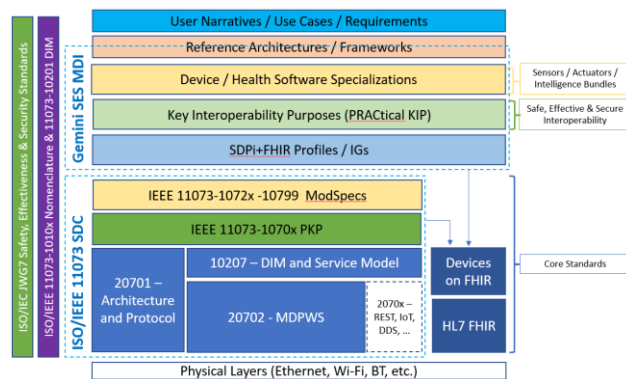 User Narratives / Use Cases / Requirements
Reference Architectures / Frameworks
Device / Health Software Specializations
Key Interoperability Purposes (PRACtical KIP)
SDPi+FHIR Profiles / IGs
Sensors / Actuators /
Intelligence Bundles
Safe, Effective & Secure
Interoperability
Gemini SES MDI
ISO/IEC JWG7 Safety, Effectiveness & Security Standards
ISO/IEEE 11073-1010x Nomenclature & 11073-10201 DIM
ISO/IEEE 11073 SDC
IEEE 11073-1072x -10799 ModSpecs
IEEE 11073-1070x PKP
20701 –
Architecture
and Protocol
10207 – DIM and Service Model
20702 - MDPWS
2070x –
REST, IoT,
DDS, ...
Devices
on FHIR
HL7 FHIR
Core Standards
Physical Layers (Ethernet, Wi-Fi, BT, etc.)